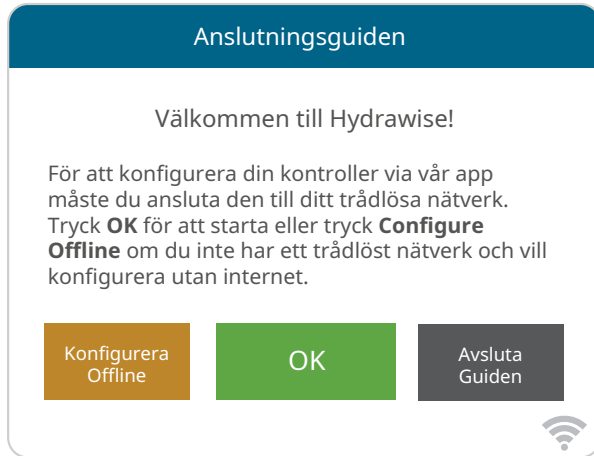 Anslutningsguiden
Välkommen till Hydrawise!
För att konfigurera din kontroller via vår app
måste du ansluta den till ditt trådlösa nätverk.
Tryck OK för att starta eller tryck Configure
Offline om du inte har ett trådlöst nätverk och vill
konfigurera utan internet.
Konfigurera
Offline
OK
Avsluta
Guiden